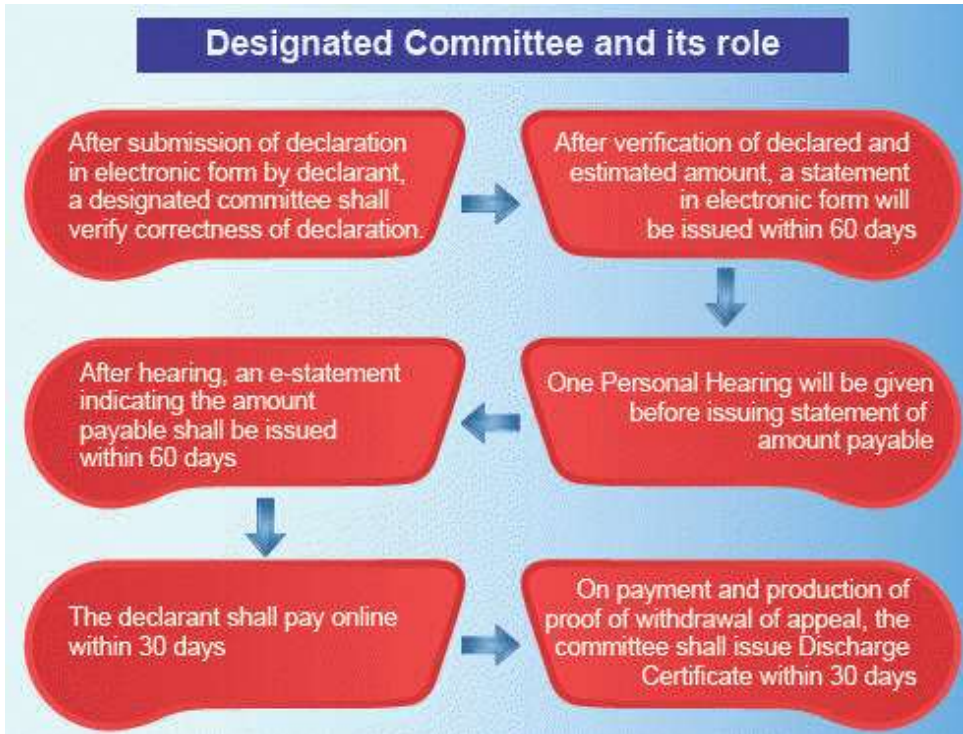 Designated Committee and its role
After submission of declaration
in electronic form by declarant,
a designated committee shall
verify correctness of declaration.
After verification of declared and
estimated amount, a statement
in electronic form will
be issued within 60 days
One Personal Hearing will be given
before issuing statement of
amount payable
After hearing, an e-statement
indicating the amount
payable shall be issued
within 60 days
The declarant shall pay online
within 30 days
On payment and production of
proof of withdrawal of appeal, the
committee shall issue Discharge
Certificate within 30 days